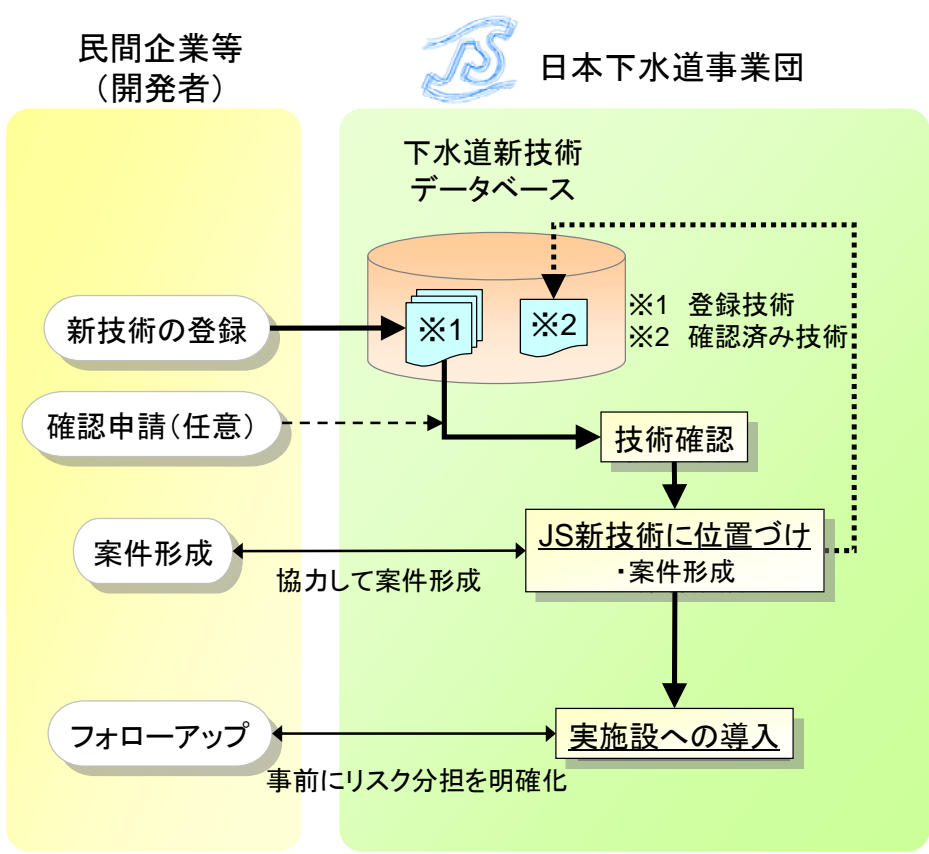 民間企業等
（開発者）
JS
日本下水道事業団
下水道新技術
データベース
新技術の登録
※1
※2
※1 登録技術
※2 確認済み技術
確認申請（任意）
技術確認
案件形成
協力して案件形成
JS新技術に位置づけ
・案件形成
フォローアップ
事前にリスク分担を明確化
実施設への導入